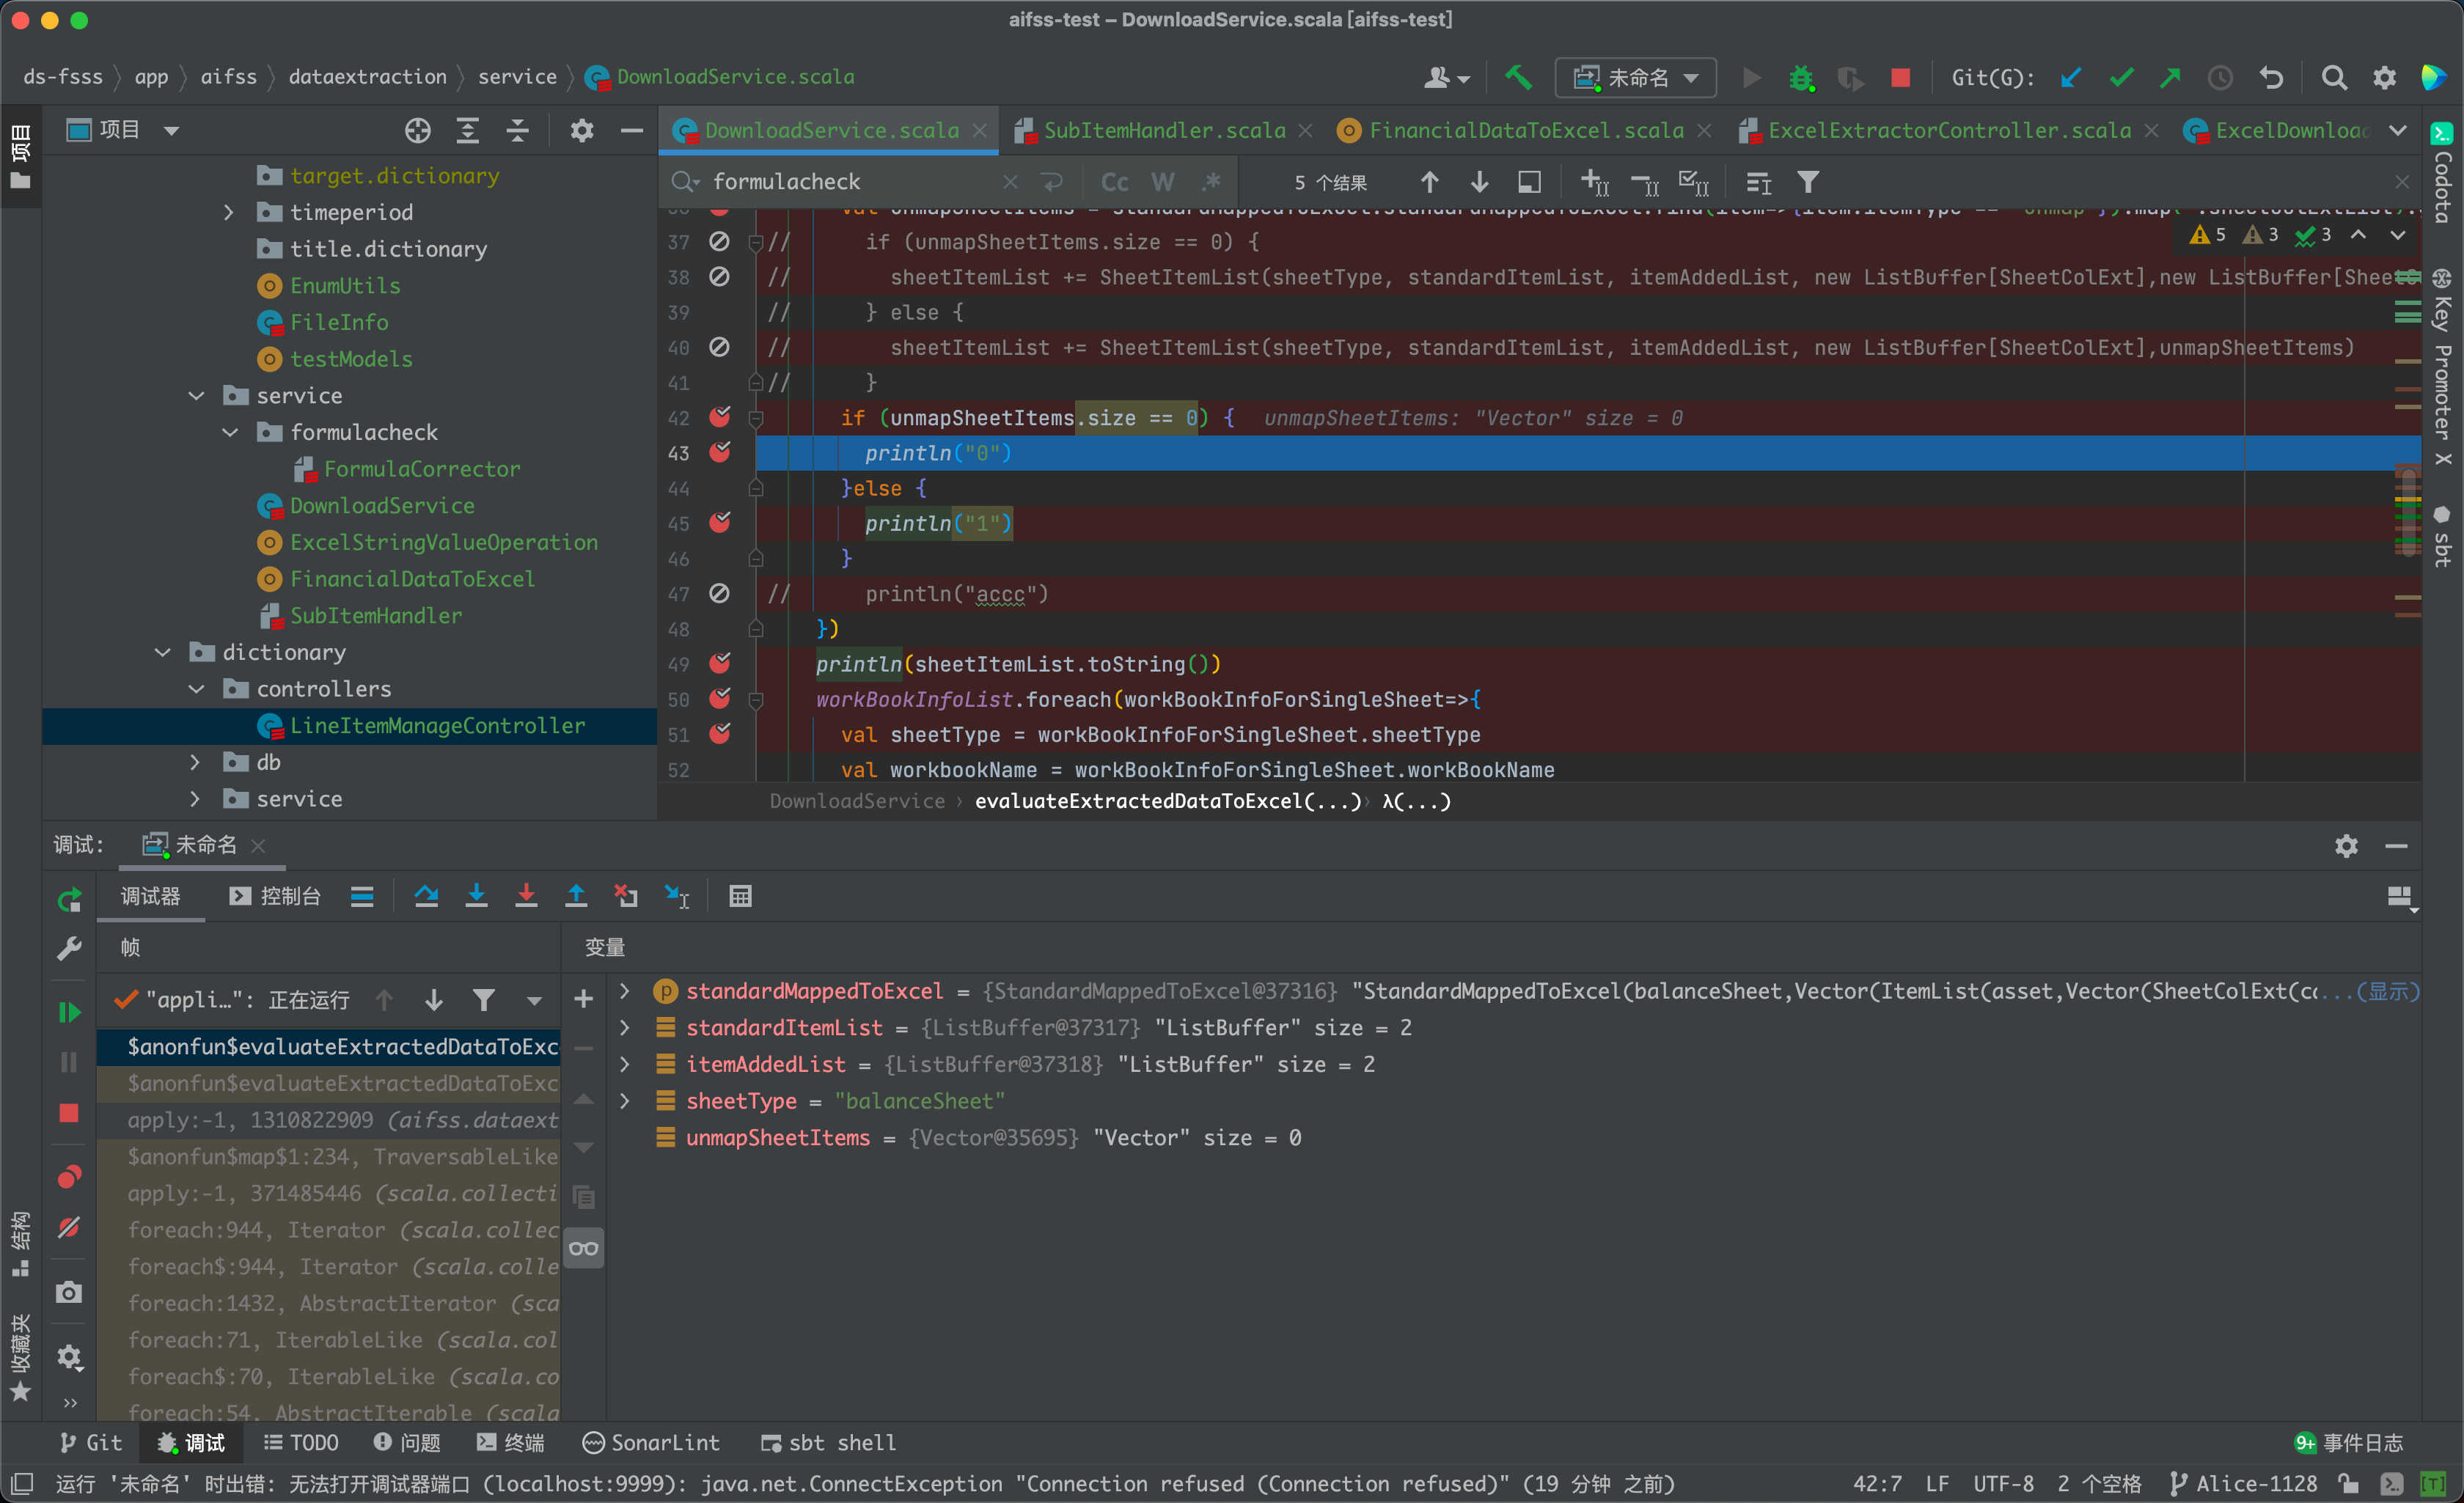 aifss-test – DownloadService.scala [aifss-test]
ds-fsss 〉 app 〉 aifss 〉 dataextraction 〉 service 〉 DownloadService.scala
未命名
Git(G):
项目
项目
DownloadService.scala
SubItemHandler.scala
FinancialDataToExcel.scala
ExcelExtractorController.scala
ExcelDownloac
formulacheck
Cc W .*
5 个结果
target.dictionary
timeperiod
title.dictionary
EnumUtils
FileInfo
testModels
service
formulacheck
FormulaCorrector
DownloadService
ExcelStringValueOperation
FinancialDataToExcel
SubItemHandler
dictionary
controllers
LineItemManageController
db
service
5 3 3
37 // if (unmapSheetItems.size == 0) {
38 // sheetItemList += SheetItemList(sheetType, standardItemList, itemAddedList, new ListBuffer[SheetColExt],new ListBuffer[Sheet
39 // } else {
40 // sheetItemList += SheetItemList(sheetType, standardItemList, itemAddedList, new ListBuffer[SheetColExt],unmapSheetItems)
41 // }
42 if (unmapSheetItems.size == 0) { unmapSheetItems: "Vector" size = 0
43 println("0")
44 }else {
45 println("1")
46 }
47 // println("accc")
48 })
49 println(sheetItemList.toString())
50 workBookInfoList.foreach(workBookInfoForSingleSheet=>{
51 val sheetType = workBookInfoForSingleSheet.sheetType
52 val workbookName = workBookInfoForSingleSheet.workBookName
DownloadService › evaluateExtractedDataToExcel(...) › λ(...)
Codota
Key Promoter X
sbt
调试:
未命名
调试器
控制台
帧
变量
"appli…": 正在运行
$anonfun$evaluateExtractedDataToExc
$anonfun$evaluateExtractedDataToExc
apply:-1, 1310822909 (aifss.dataext
$anonfun$map$1:234, TraversableLike
apply:-1, 371485446 (scala.collecti
foreach:944, Iterator (scala.collec
foreach$:944, Iterator (scala.colle
foreach:1432, AbstractIterator (sca
foreach:71, IterableLike (scala.col
foreach$:70, IterableLike (scala.co
foreach:54, AbstractIterable (scala
standardMappedToExcel = {StandardMappedToExcel@37316} "StandardMappedToExcel(balanceSheet,Vector(ItemList(asset,Vector(SheetColExt(cc... (显示)
standardItemList = {ListBuffer@37317} "ListBuffer" size = 2
itemAddedList = {ListBuffer@37318} "ListBuffer" size = 2
sheetType = "balanceSheet"
unmapSheetItems = {Vector@35695} "Vector" size = 0
结构
收藏夹
Git
调试
TODO
问题
终端
SonarLint
sbt shell
9+ 事件日志
运行 '未命名' 时出错: 无法打开调试器端口 (localhost:9999): java.net.ConnectException "Connection refused (Connection refused)" (19 分钟 之前)
42:7 LF UTF-8 2 个空格 Alice-1128 [T]